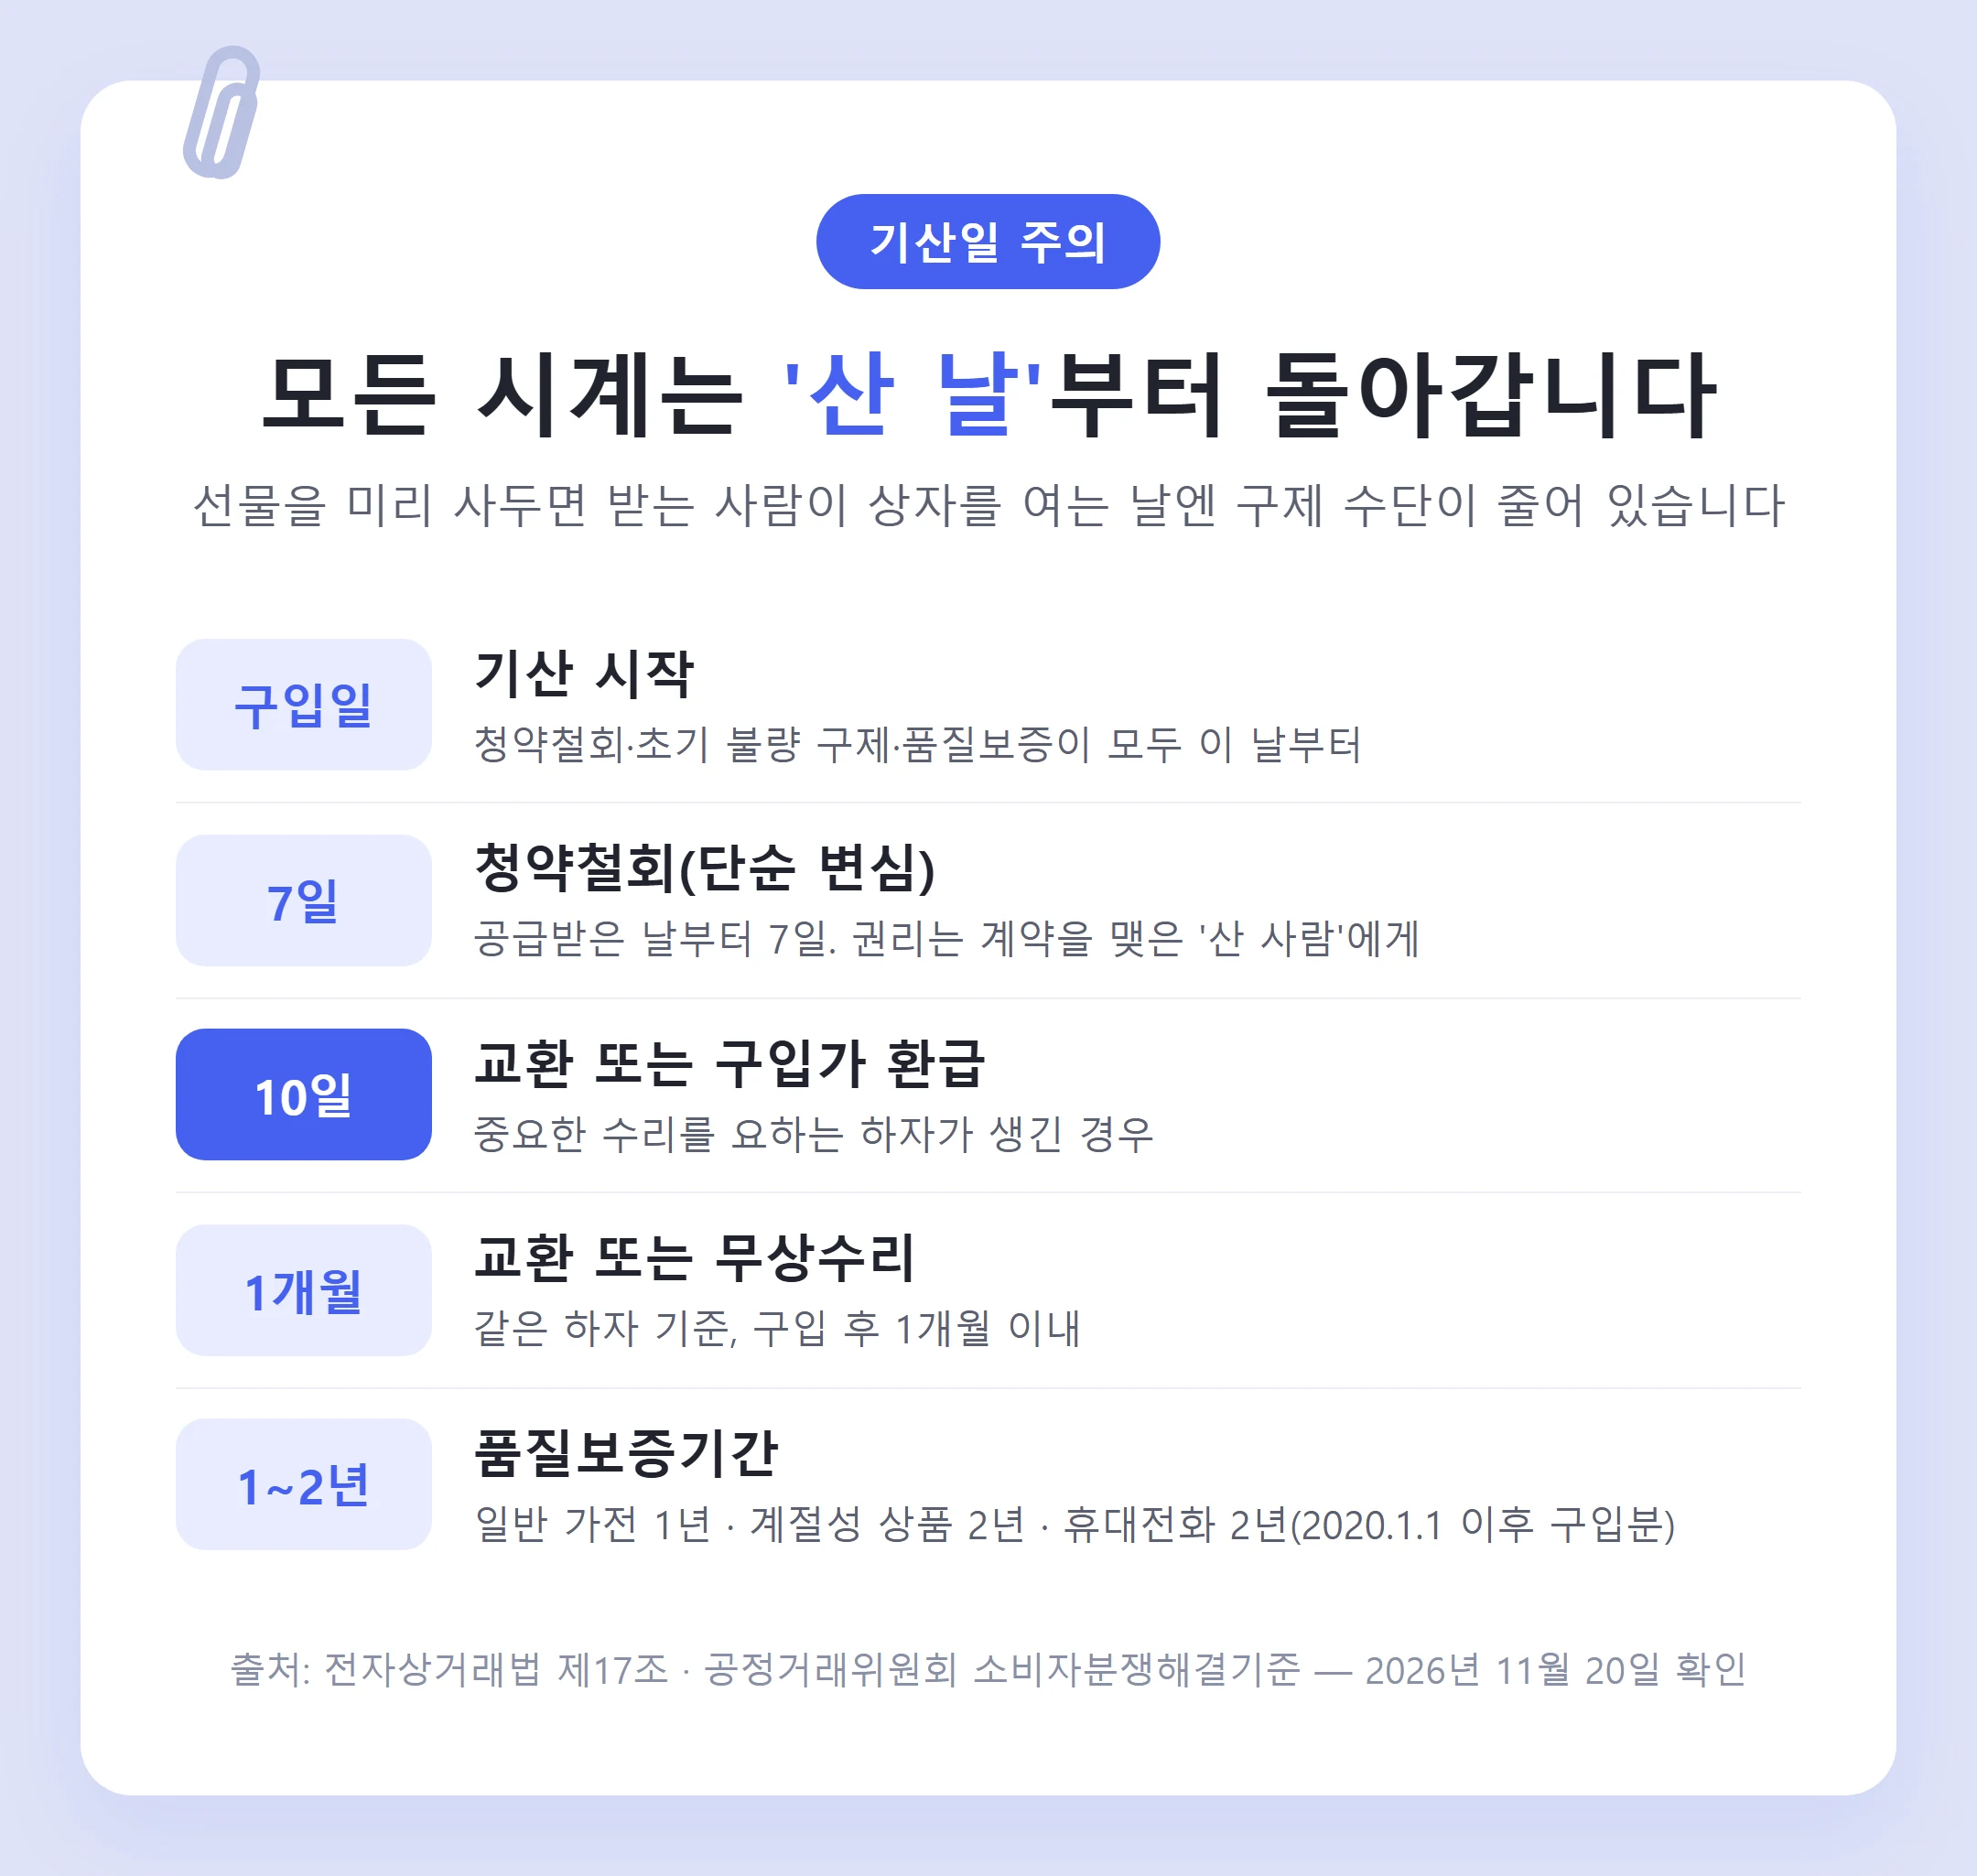 기산일 주의
모든 시계는 '산 날'부터 돌아갑니다
선물을 미리 사두면 받는 사람이 상자를 여는 날엔 구제 수단이 줄어 있습니다
구입일
기산 시작
청약철회·초기 불량 구제·품질보증이 모두 이 날부터
7일
청약철회(단순 변심)
공급받은 날부터 7일. 권리는 계약을 맺은 '산 사람'에게
10일
교환 또는 구입가 환급
중요한 수리를 요하는 하자가 생긴 경우
1개월
교환 또는 무상수리
같은 하자 기준, 구입 후 1개월 이내
1~2년
품질보증기간
일반 가전 1년 · 계절성 상품 2년 · 휴대전화 2년(2020.1.1 이후 구입분)
출처: 전자상거래법 제17조 · 공정거래위원회 소비자분쟁해결기준 — 2026년 11월 20일 확인